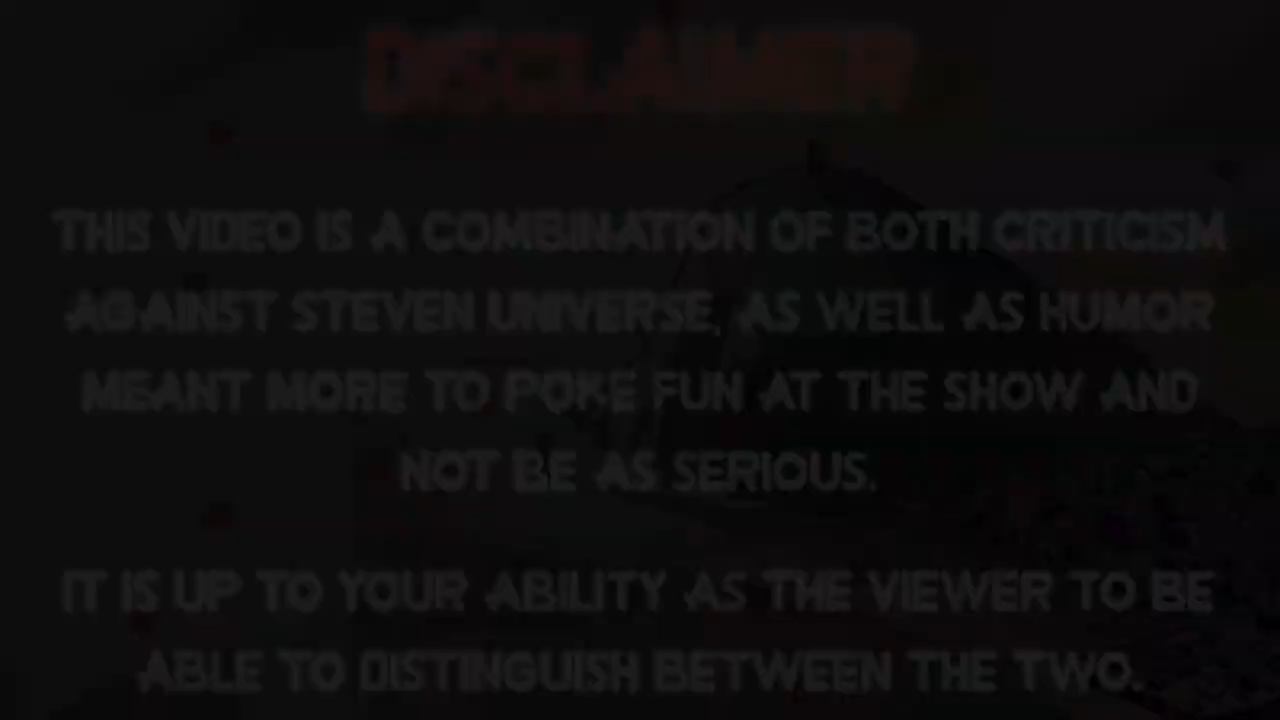 DISCLAIMER
THIS VIDEO IS A COMBINATION OF BOTH CRITICISM
AGAINST STEVEN UNIVERSE, AS WELL AS HUMOR
MEANT MORE TO POKE FUN AT THE SHOW AND
NOT BE AS SERIOUS.
IT IS UP TO YOUR ABILITY AS THE VIEWER TO BE
ABLE TO DISTINGUISH BETWEEN THE TWO.